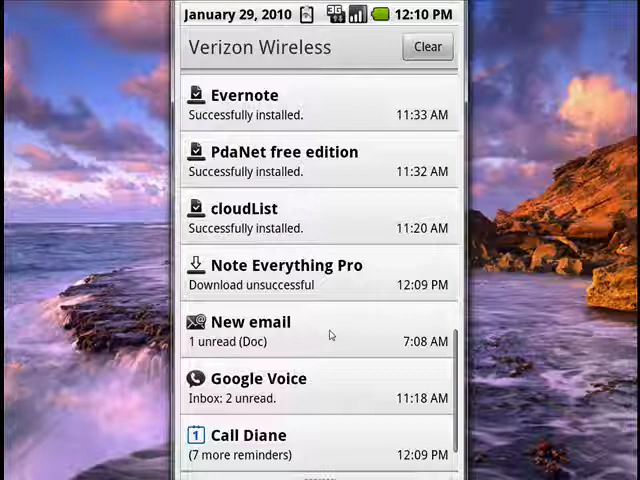 January 29, 2010 3G 12:10 PM
Verizon Wireless Clear
Evernote
Successfully installed. 11:33 AM
PdaNet free edition
Successfully installed. 11:32 AM
cloudList
Successfully installed. 11:20 AM
Note Everything Pro
Download unsuccessful 12:09 PM
New email
1 unread (Doc) 7:08 AM
Google Voice
Inbox: 2 unread. 11:18 AM
1 Call Diane
(7 more reminders) 12:09 PM